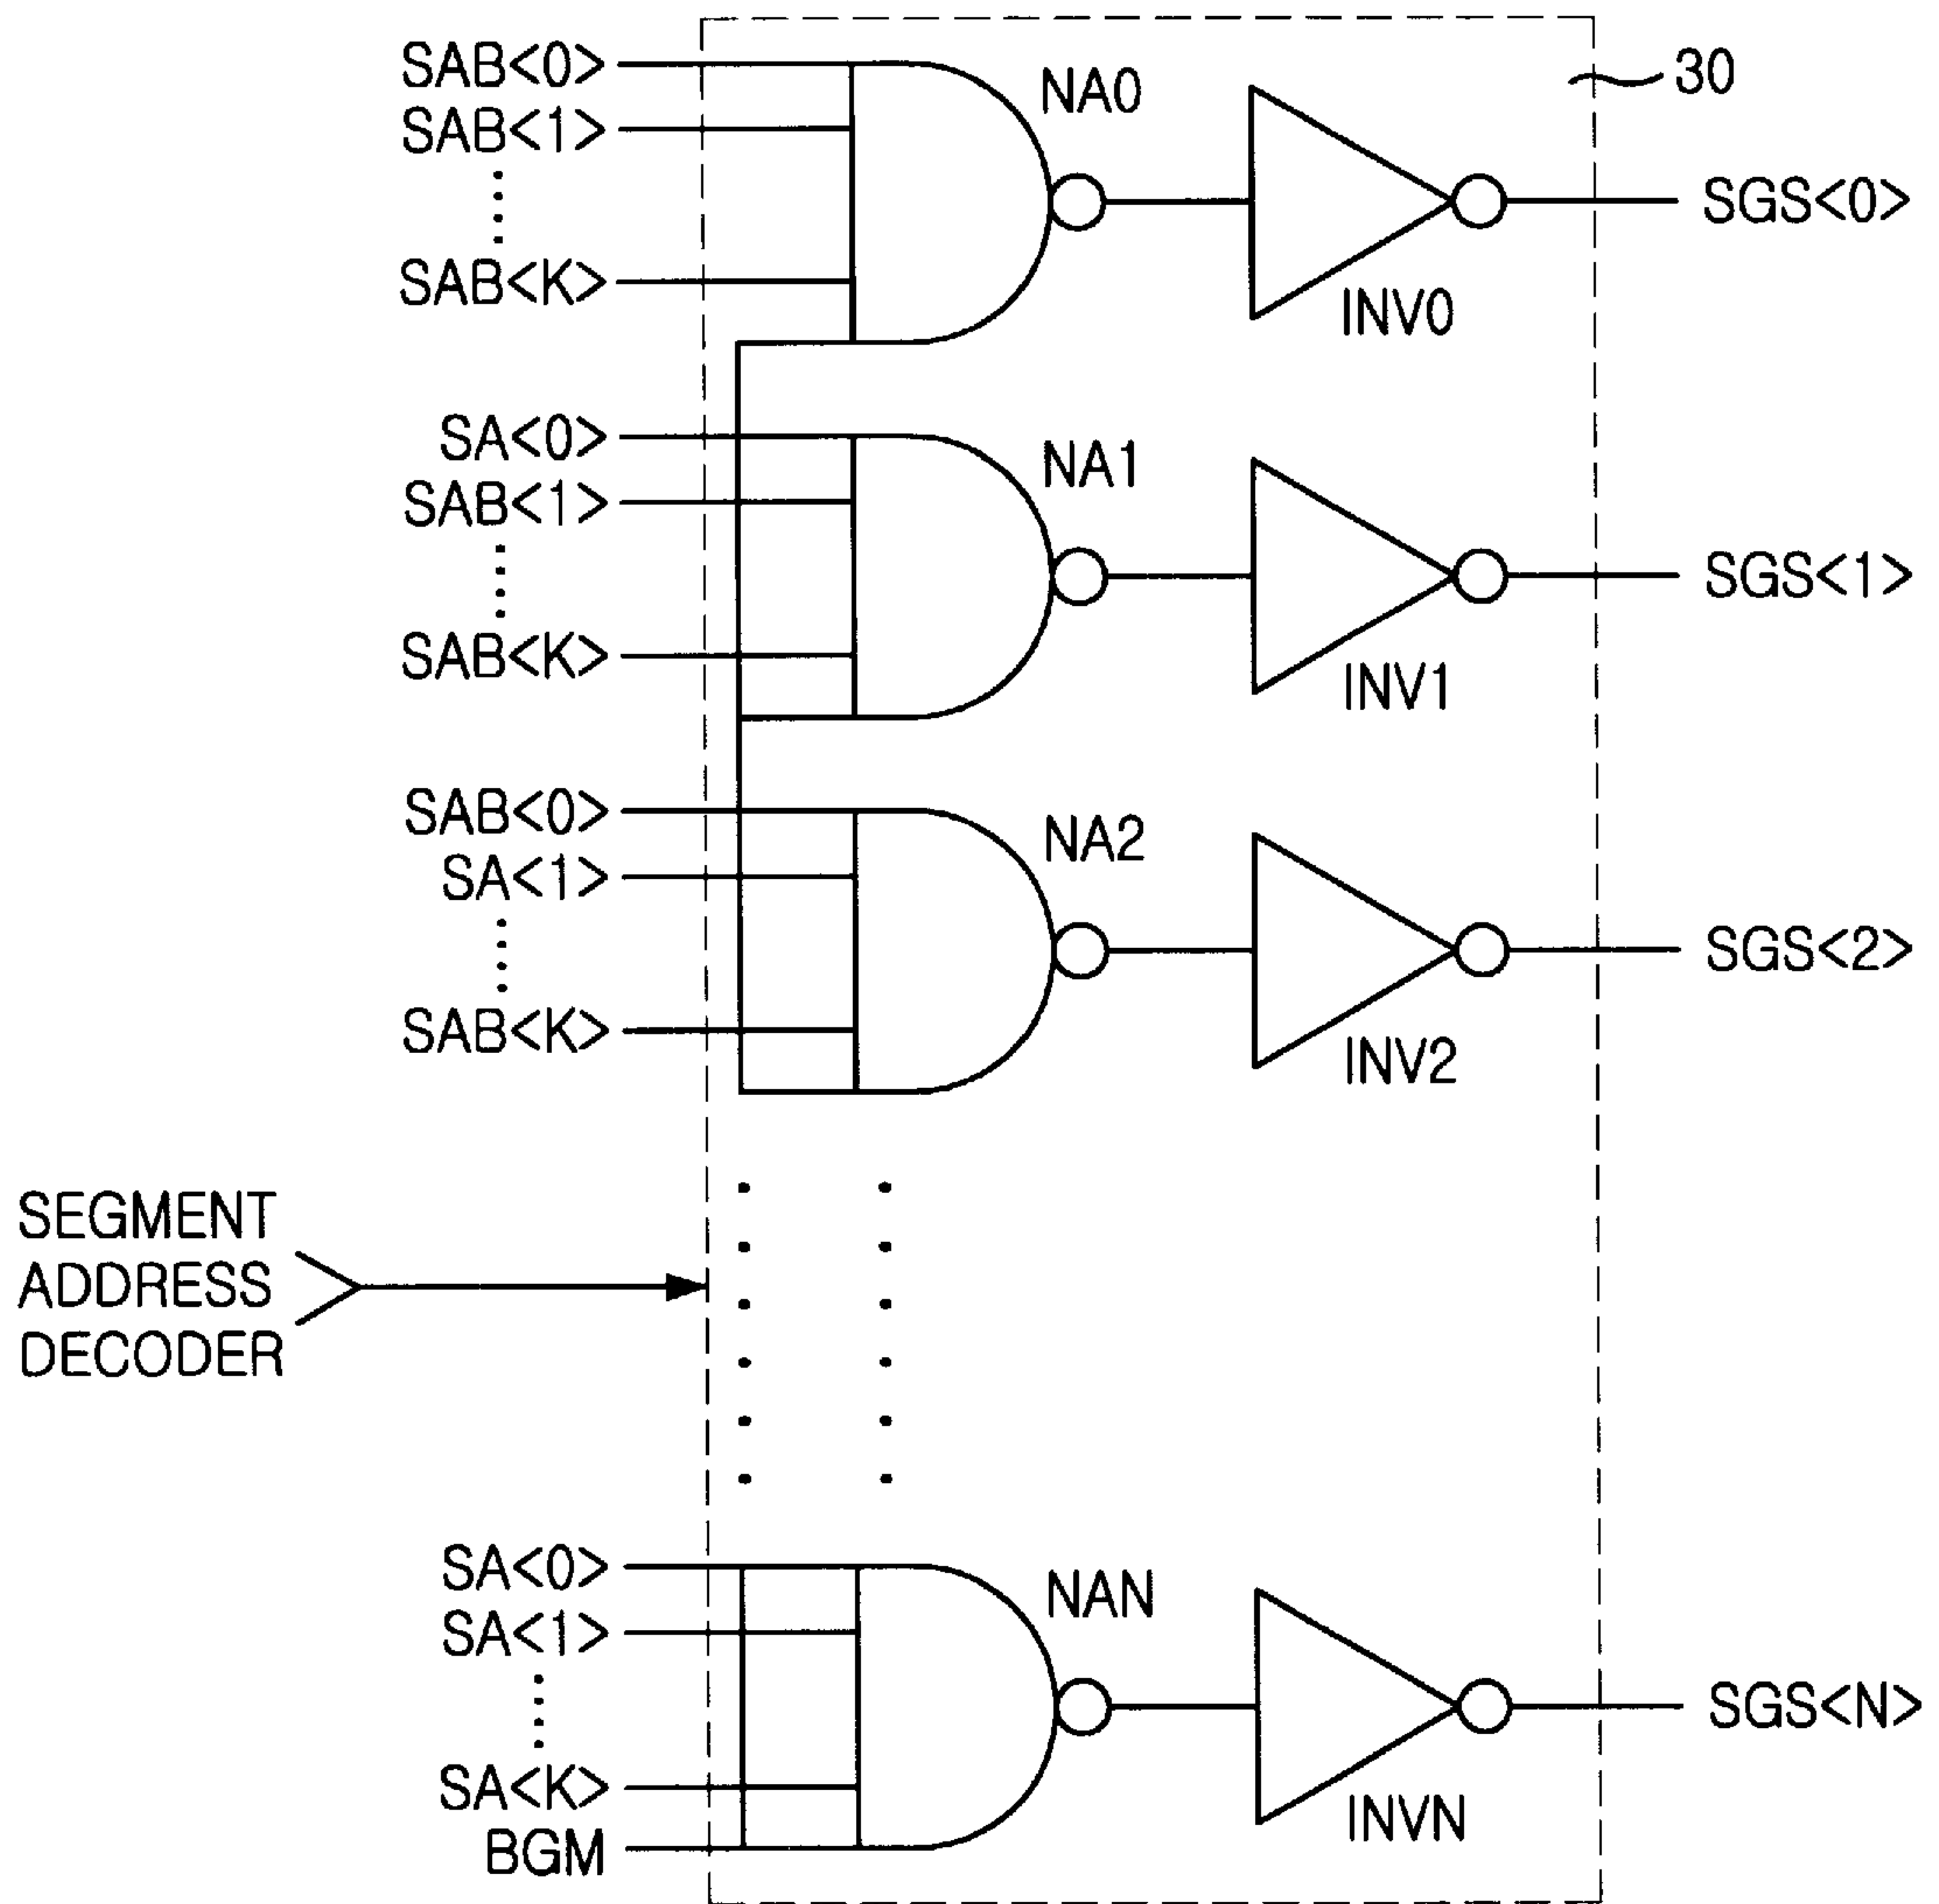 SAB<0>
SAB<1>
SAB<K>
NA0
INV0
30
SGS<0>
SA<0>
SAB<1>
SAB<K>
NA1
INV1
SGS<1>
SAB<0>
SA<1>
SAB<K>
NA2
INV2
SGS<2>
SEGMENT
ADDRESS
DECODER
SA<0>
SA<1>
SA<K>
BGM
NAN
INVN
SGS<N>